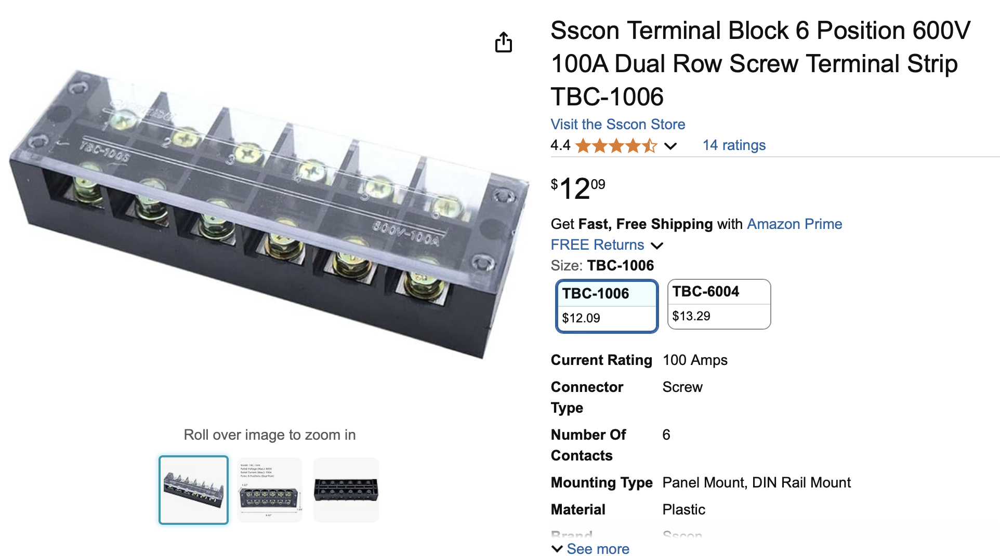 Sscon Terminal Block 6 Position 600V
100A Dual Row Screw Terminal Strip
TBC-1006
Visit the Sscon Store
4.4
14 ratings
$12 09
Get Fast, Free Shipping with Amazon Prime
FREE Returns
Size: TBC-1006
TBC-1006
$12.09
TBC-6004
$13.29
Current Rating 100 Amps
Connector Type Screw
Number Of Contacts 6
Mounting Type Panel Mount, DIN Rail Mount
Material Plastic
Brand Sscon
See more
1
2
3
4
5
6
TBC-1006
600V-100A
Roll over image to zoom in